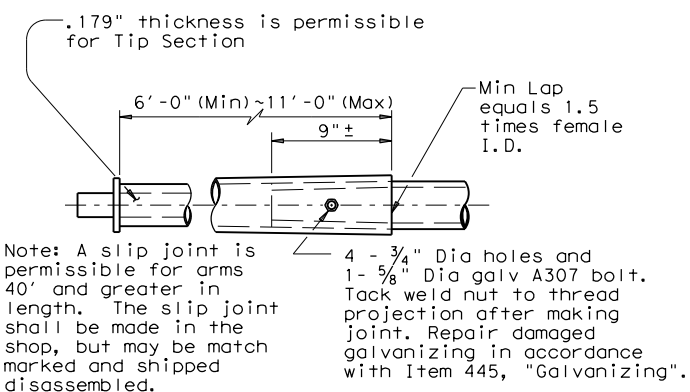 .179" thickness is permissible
for Tip Section
6'-0"(Min)~11'-0"(Max)
9"±
Min Lap
equals 1.5
times female
I.D.
Note: A slip joint is
permissible for arms
40' and greater in
length. The slip joint
shall be made in the
shop, but may be match
marked and shipped
disassembled.
4 - 3/4" Dia holes and
1- 5/8" Dia galv A307 bolt.
Tack weld nut to thread
projection after making
joint. Repair damaged
galvanizing in accordance
with Item 445, "Galvanizing".